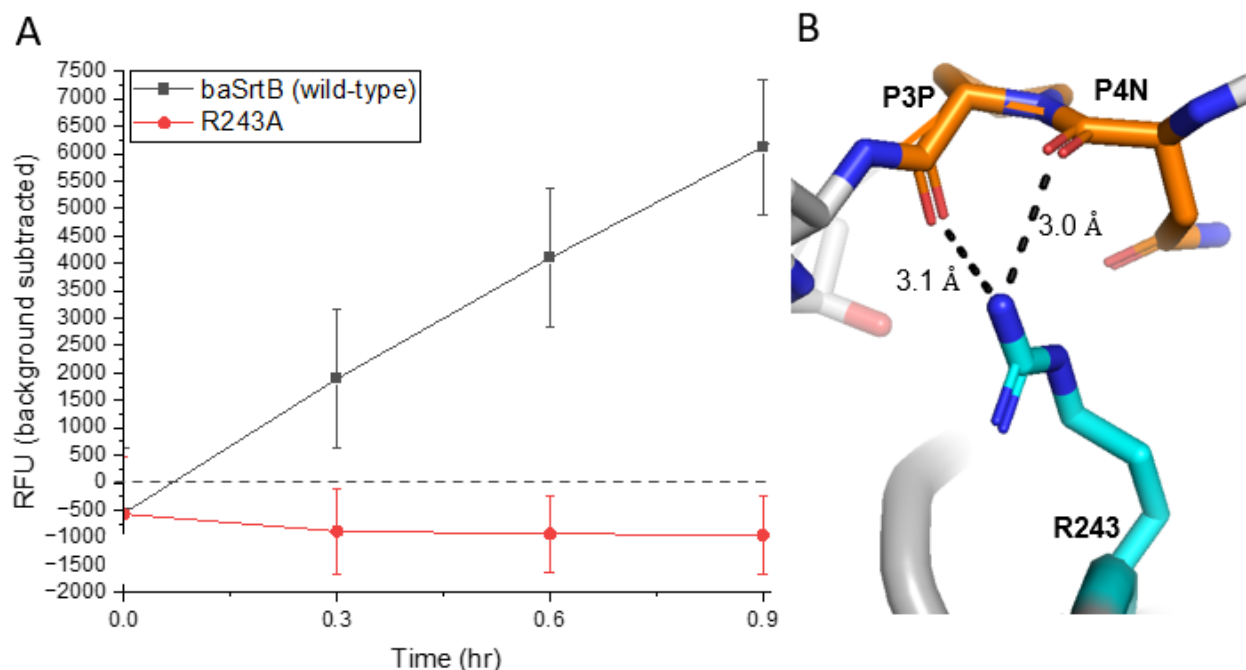 A
B
baSrtB (wild-type)
R243A
7500
7000
6500
6000
5500
5000
4500
4000
3500
3000
2500
2000
1500
1000
500
0
−500
−1000
−1500
−2000
RFU (background subtracted)
0.0
0.3
0.6
0.9
Time (hr)
P3P
P4N
3.0 Å
3.1 Å
R243